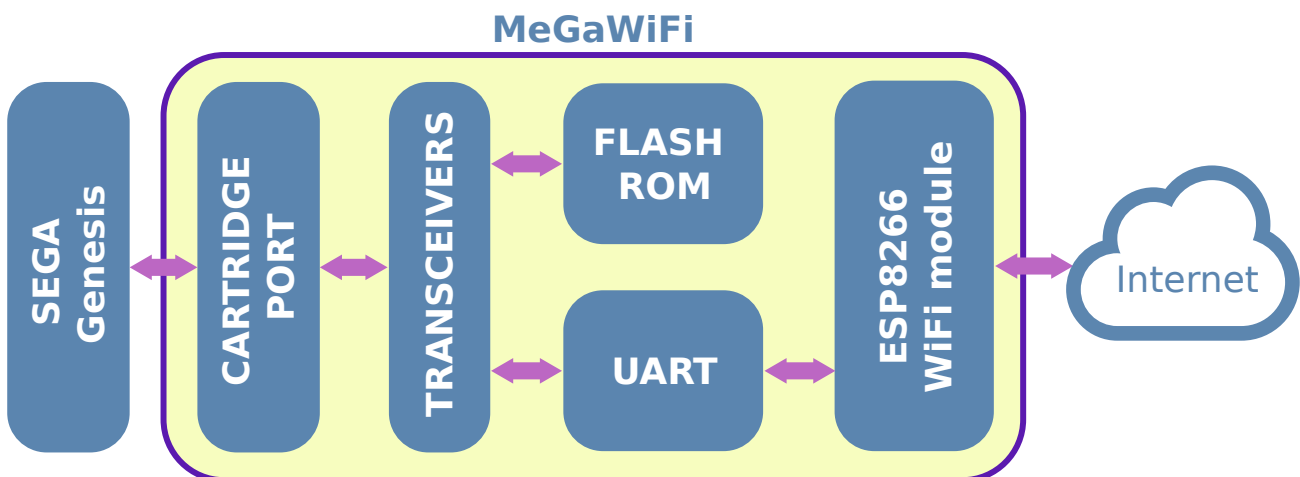 MeGaWiFi
SEGA
Genesis
CARTRIDGE
PORT
TRANSCEIVERS
FLASH
ROM
UART
ESP8266
WiFi module
Internet